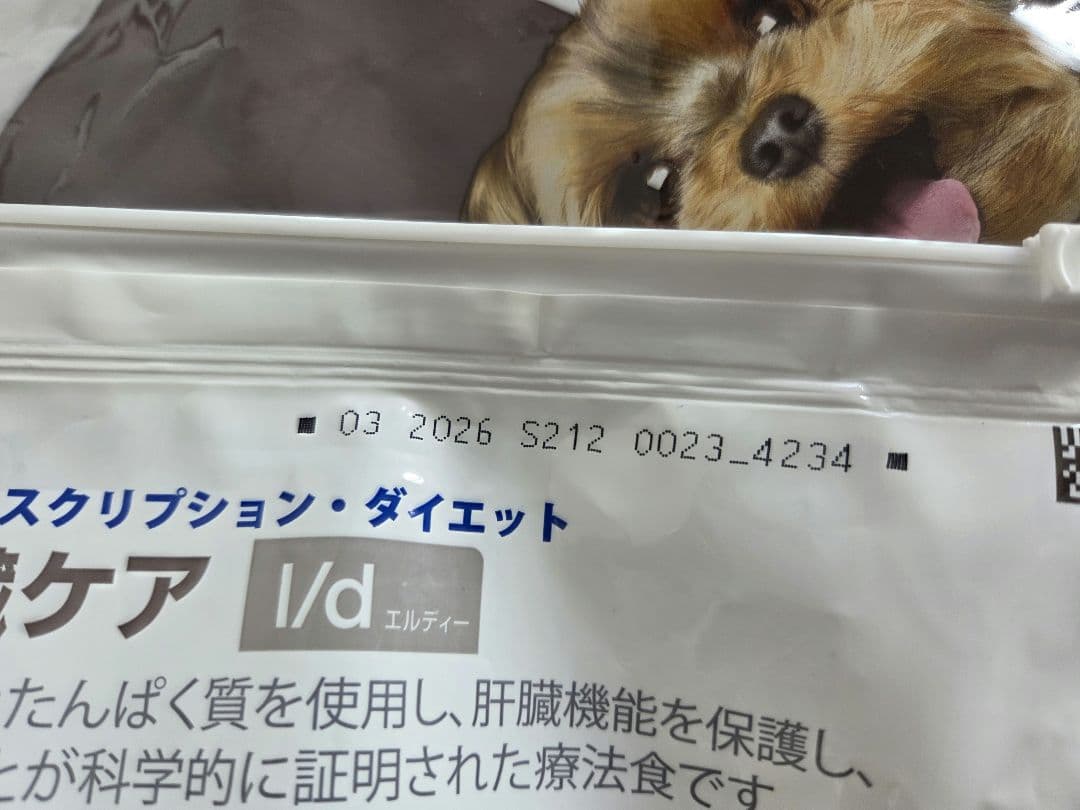 03 2026 S212 0023_4234
スクリプション・ダイエット
臓ケア l/d エルディー
たんぱく質を使用し、肝臓機能を保護し、
とが科学的に証明された療法食です